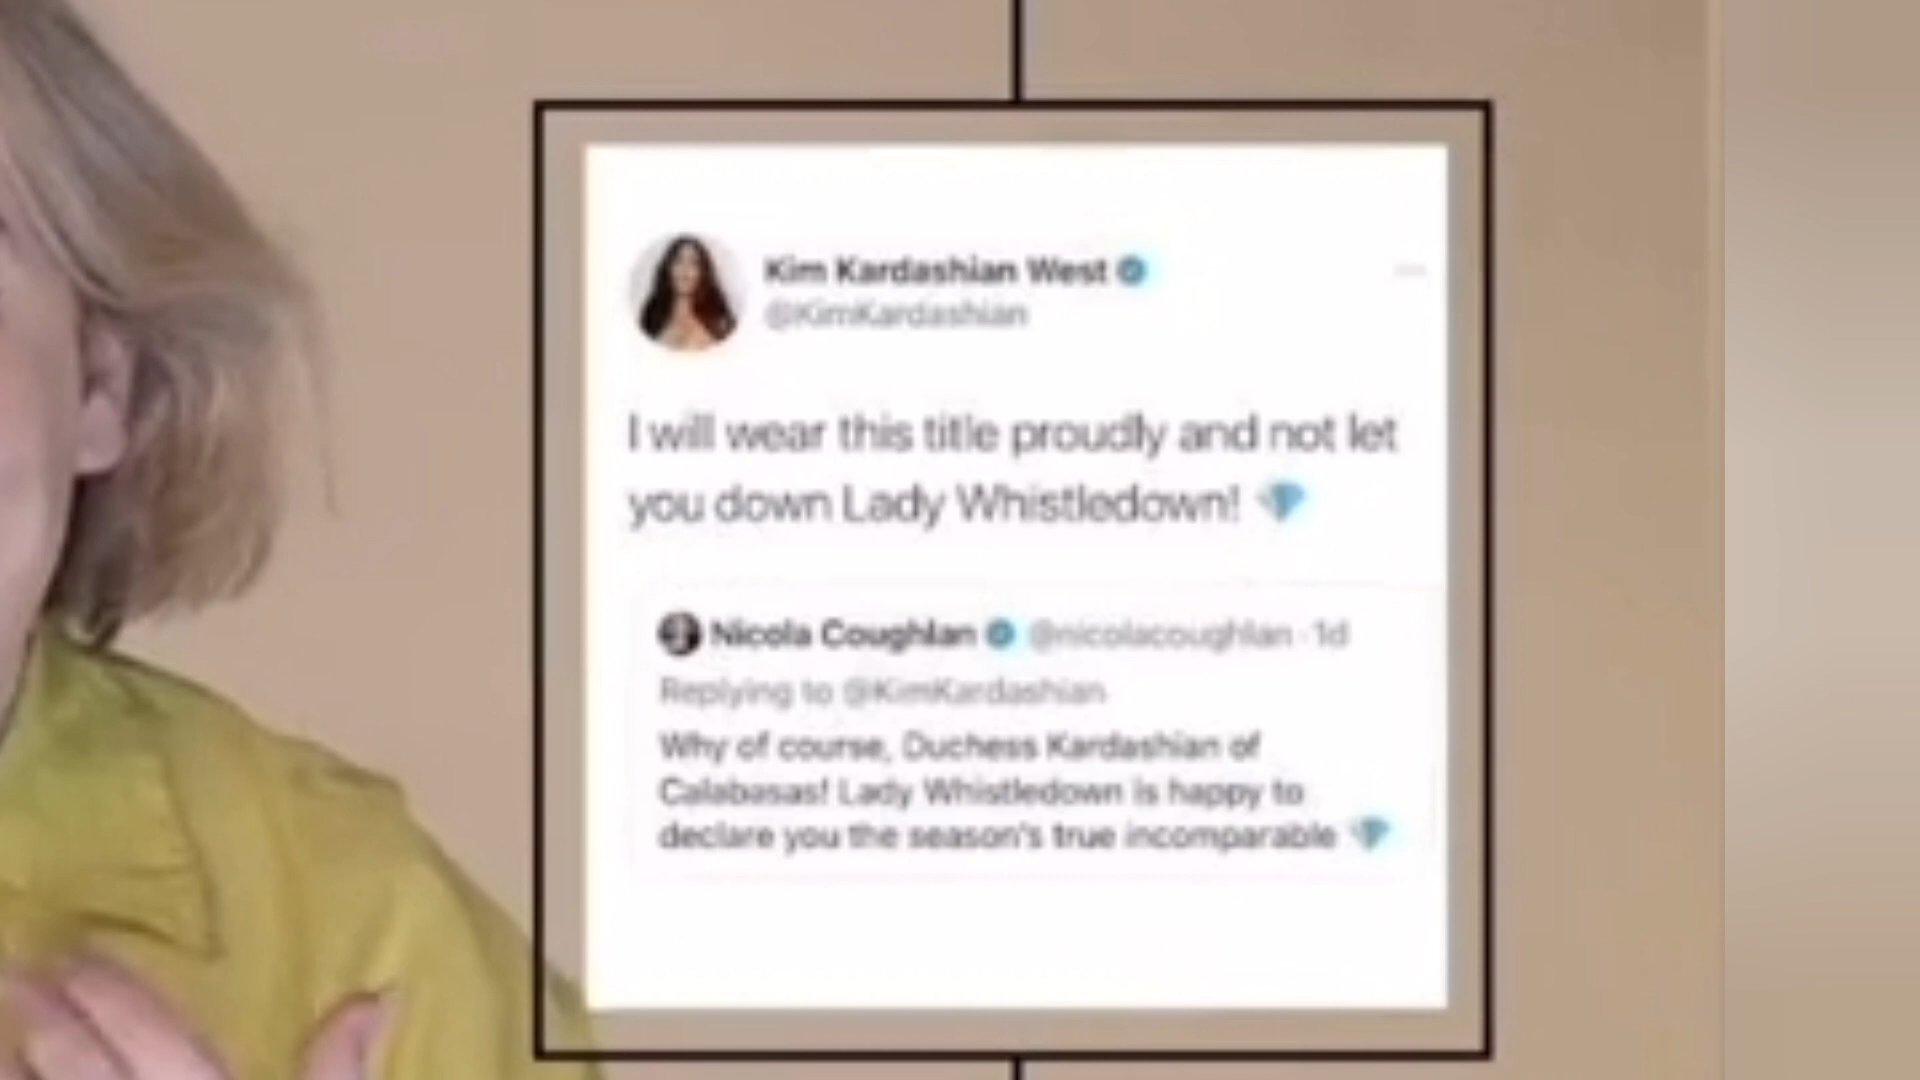 Kim Kardashian West
@KimKardashian
I will wear this title proudly and not let
you down Lady Whistledown! 💎
Nicola Coughlan @nicolacoughlan · 1d
Replying to @KimKardashian
Why of course, Duchess Kardashian of
Calabasas! Lady Whistledown is happy to
declare you the season's true incomparable 💎